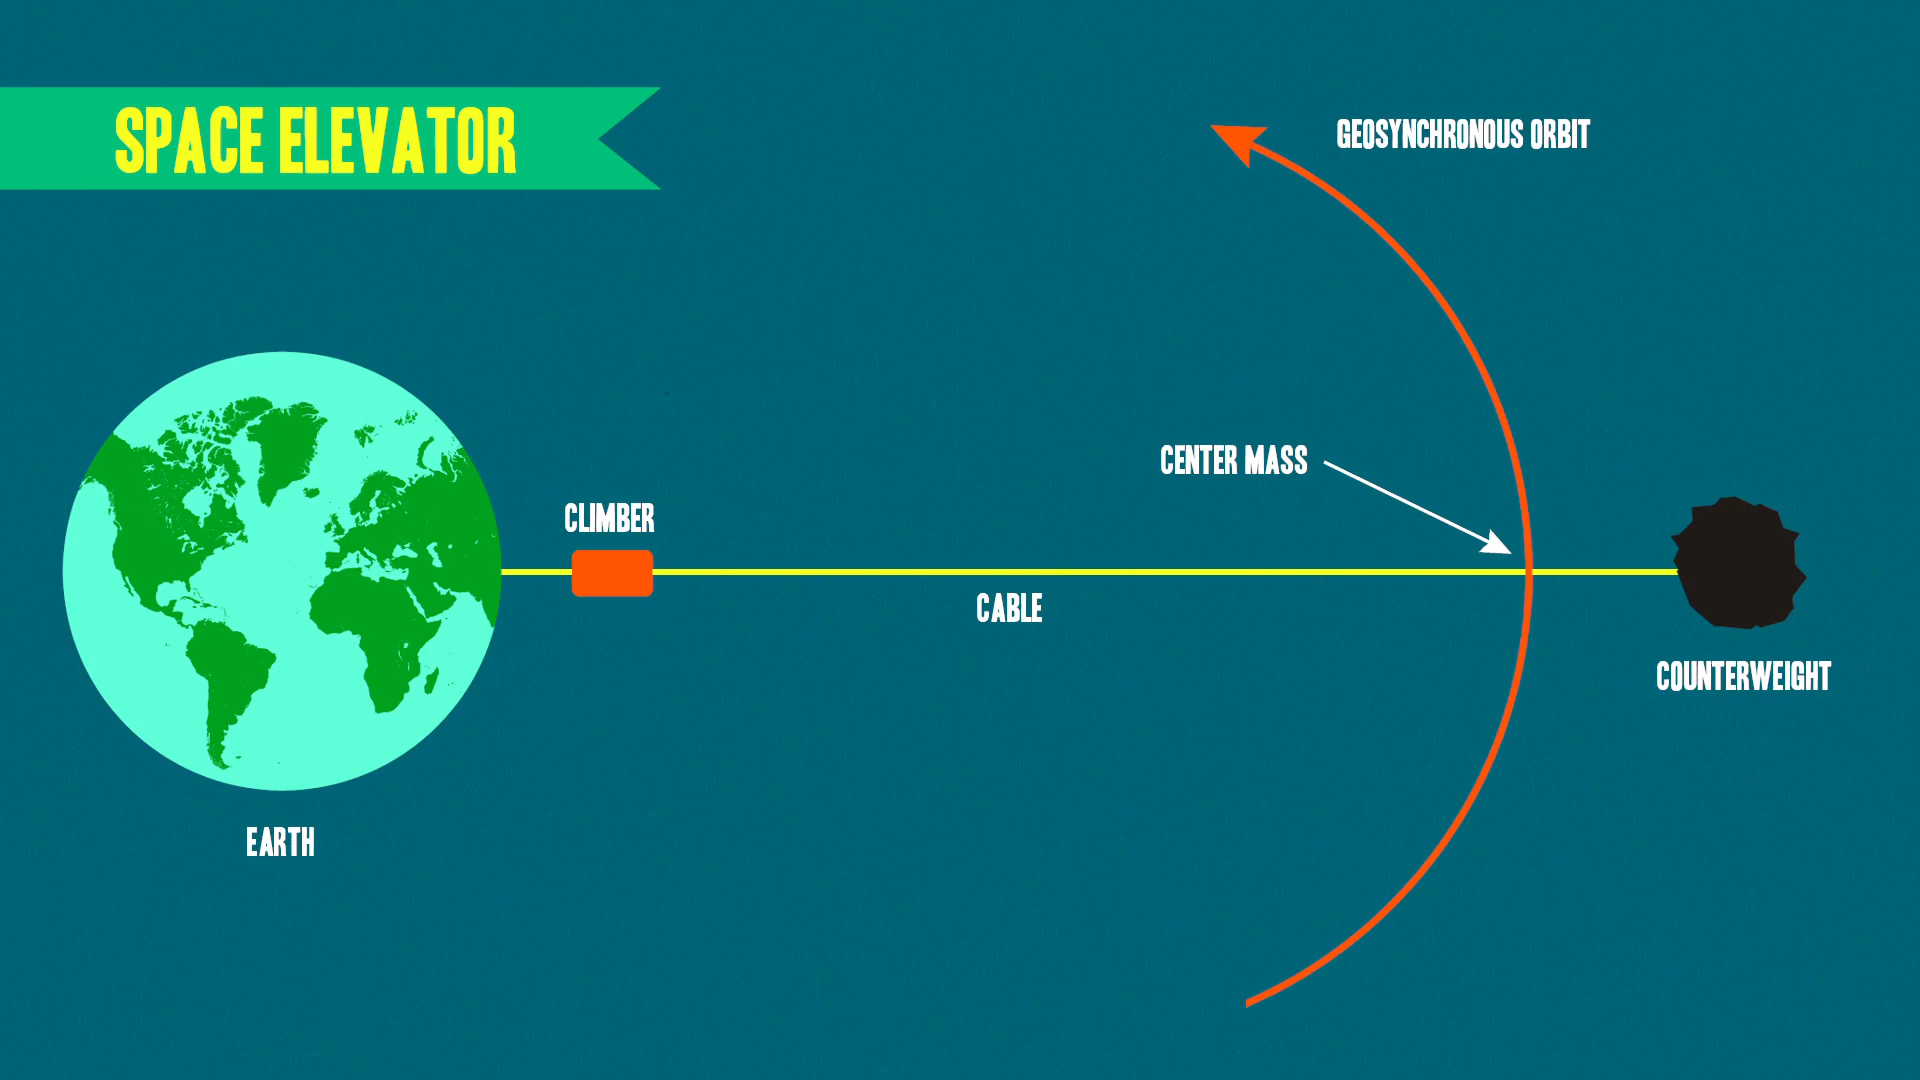 SPACE ELEVATOR
GEOSYNCHRONOUS ORBIT
CENTER MASS
CLIMBER
CABLE
COUNTERWEIGHT
EARTH